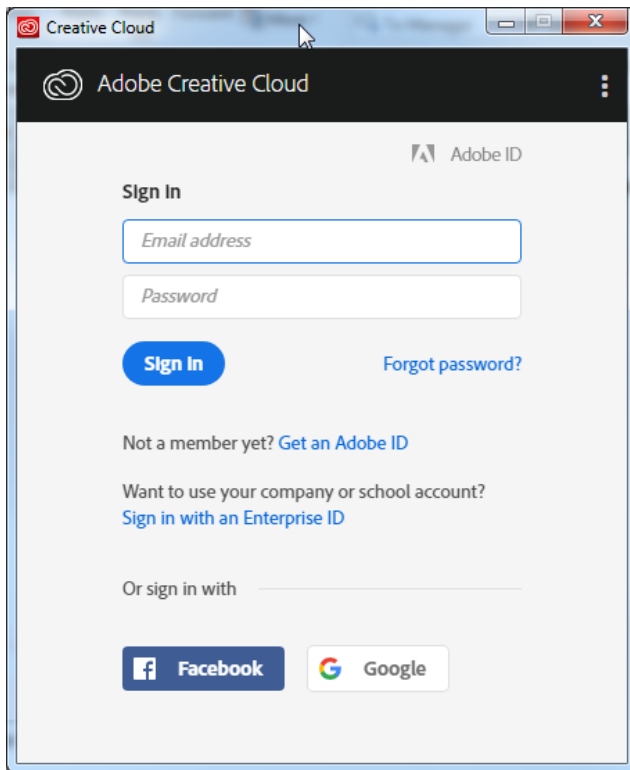 Creative Cloud
Adobe Creative Cloud
Adobe ID
Sign in
Email address
Password
Sign in
Forgot password?
Not a member yet? Get an Adobe ID
Want to use your company or school account?
Sign in with an Enterprise ID
Or sign in with
Facebook
Google